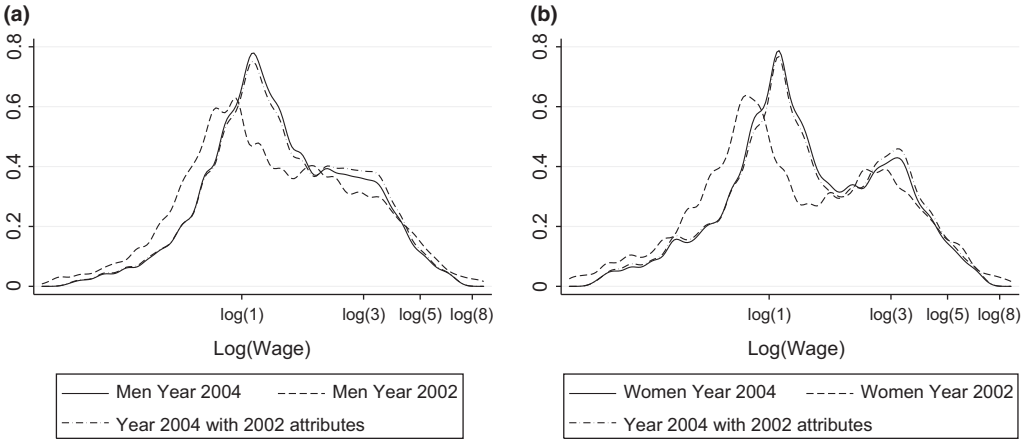 (a)
0.8
0.6
0.4
0.2
0
log(1) log(3) log(5) log(8)
Log(Wage)
Men Year 2004 Men Year 2002
Year 2004 with 2002 attributes
(b)
0.8
0.6
0.4
0.2
0
log(1) log(3) log(5) log(8)
Log(Wage)
Women Year 2004 Women Year 2002
Year 2004 with 2002 attributes